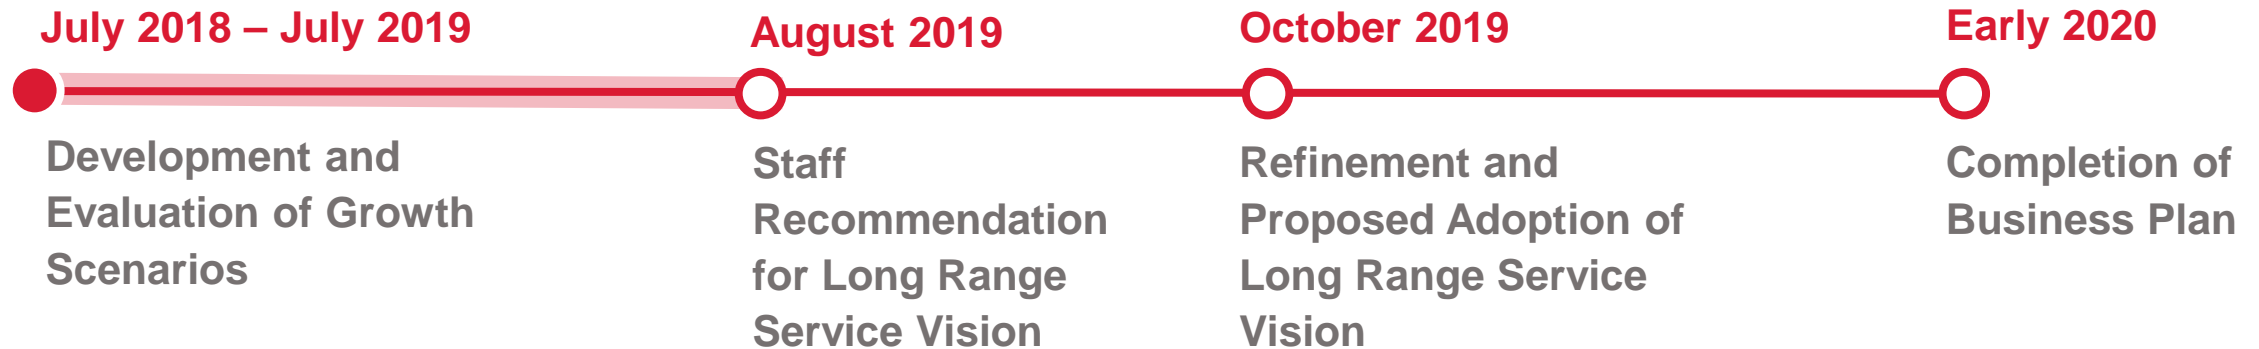 July 2018 – July 2019
Development and
Evaluation of Growth
Scenarios
August 2019
Staff
Recommendation
for Long Range
Service Vision
October 2019
Refinement and
Proposed Adoption of
Long Range Service
Vision
Early 2020
Completion of
Business Plan